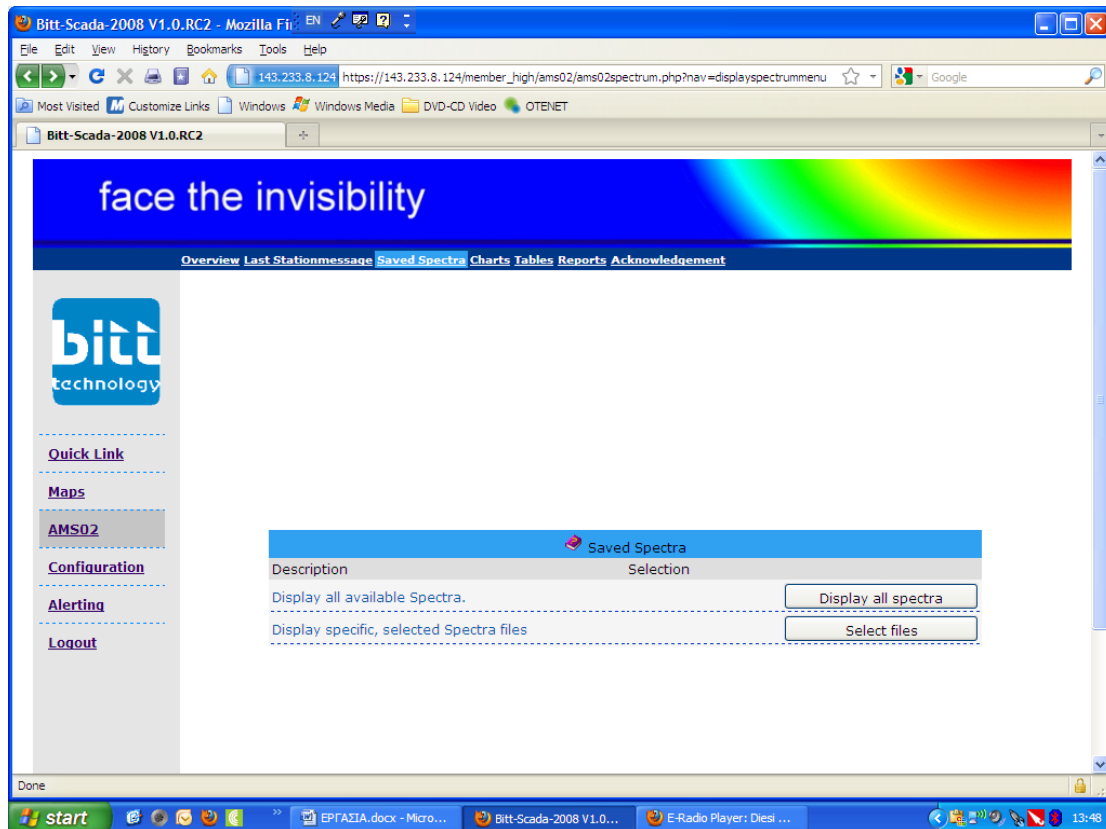 Bitt-Scada-2008 V1.0.RC2 - Mozilla Fi
EN
File Edit View History Bookmarks Tools Help
143.233.8.124 https://143.233.8.124/member_high/ams02/ams02spectrum.php?nav=displayspectrummenu
Google
Most Visited Customize Links Windows Windows Media DVD-CD Video OTENET
Bitt-Scada-2008 V1.0.RC2
face the invisibility
Overview Last Stationmessage Saved Spectra Charts Tables Reports Acknowledgement
bitt
technology
Quick Link
Maps
AMS02
Configuration
Alerting
Logout
Saved Spectra
Description Selection
Display all available Spectra. Display all spectra
Display specific, selected Spectra files Select files
Done
start ΕΡΓΑΣΙΑ.docx - Micro... Bitt-Scada-2008 V1.0... E-Radio Player: Diesi ... 13:48